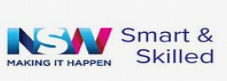 NSW
MAKING IT HAPPEN
Smart &
Skilled